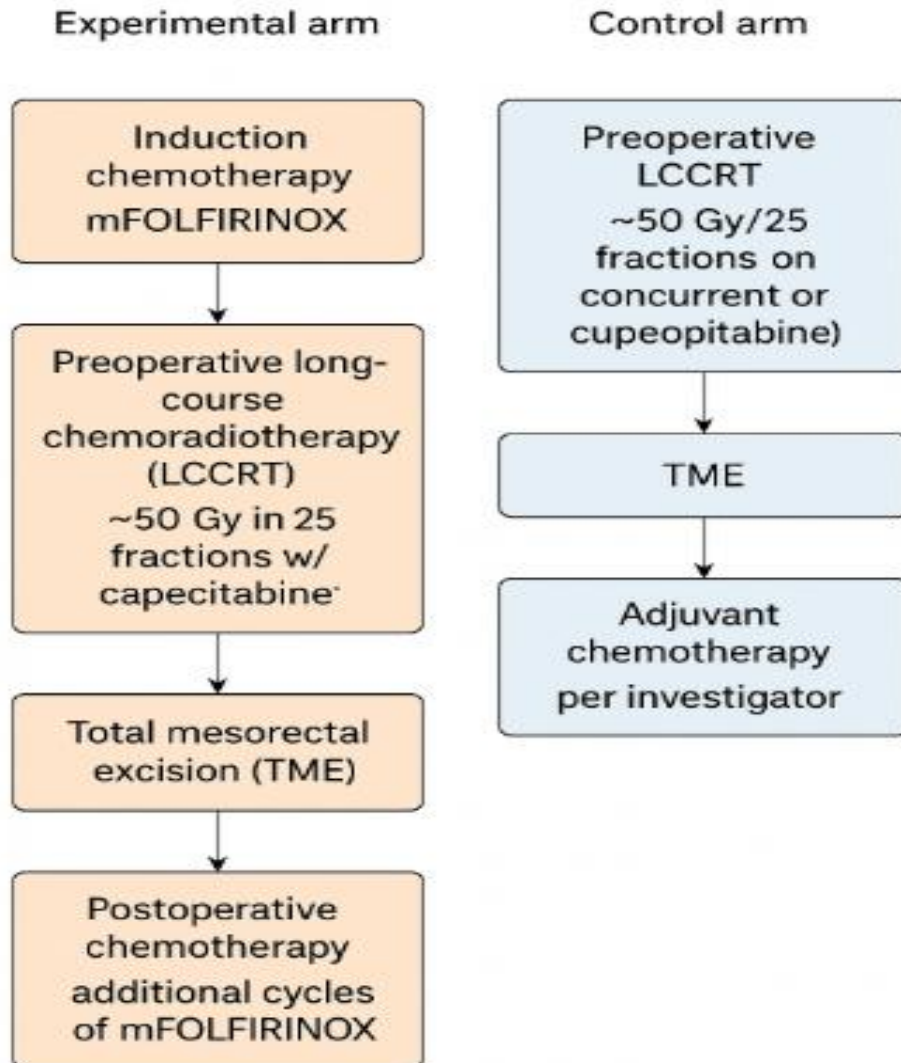 Experimental arm
Induction
chemotherapy
mFOLFIRINOX
Preoperative long-
course
chemoradiotherapy
(LCCRT)
~50 Gy in 25
fractions w/
capecitabine
Total mesorectal
excision (TME)
Postoperative
chemotherapy
additional cycles
of mFOLFIRINOX
Control arm
Preoperative
LCCRT
~50 Gy/25
fractions on
concurrent or
cupeopitabine)
TME
Adjuvant
chemotherapy
per investigator